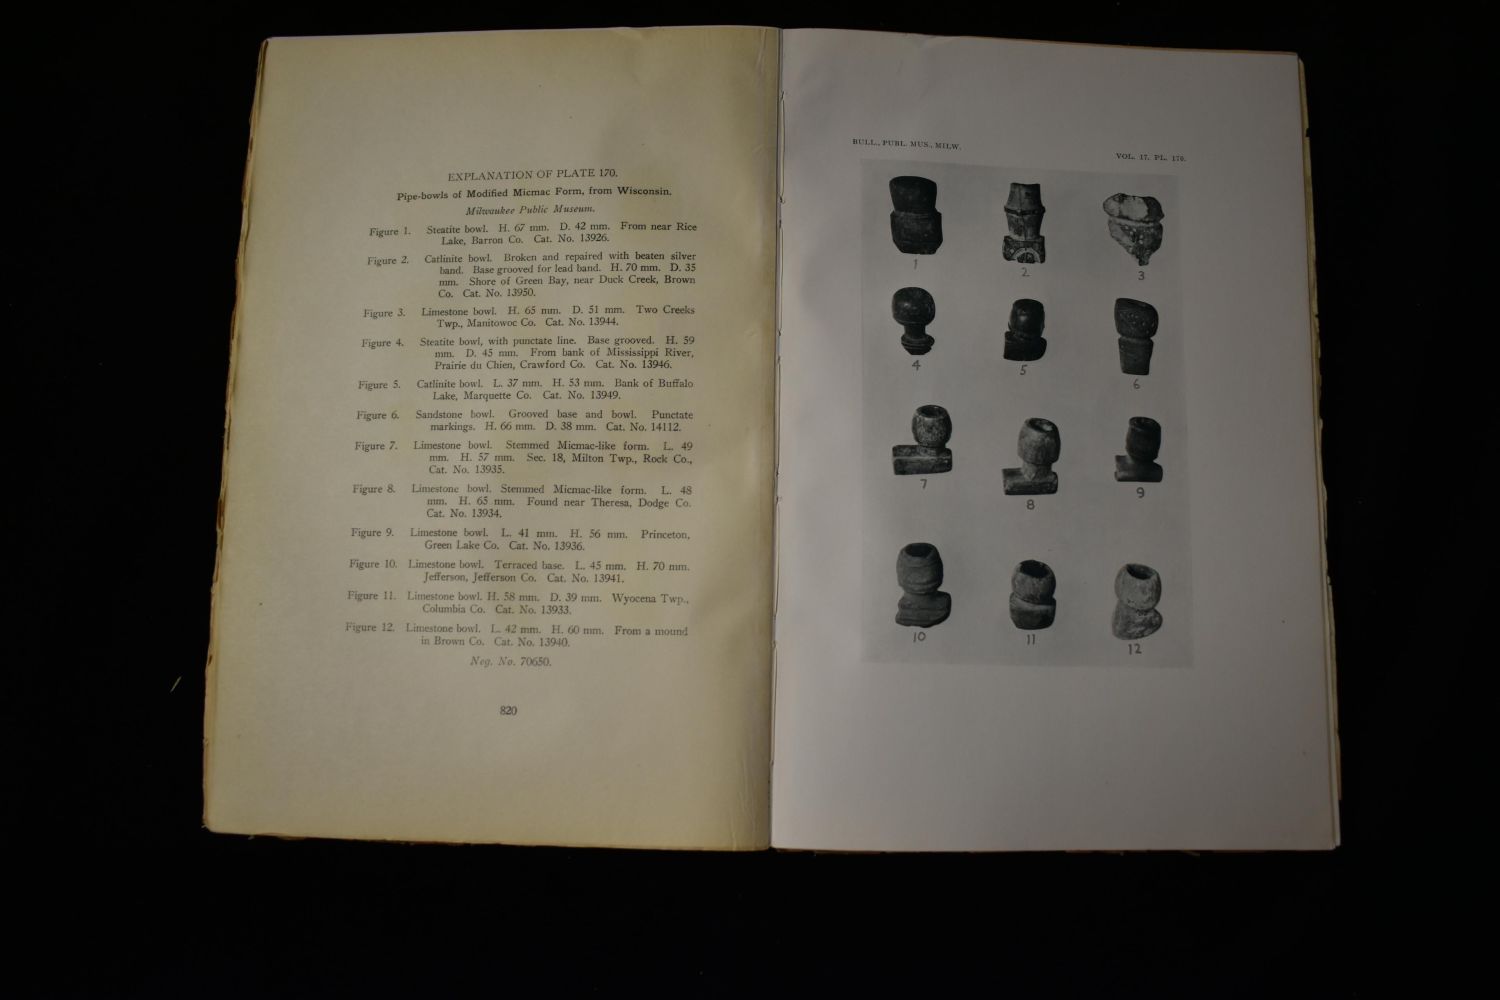 EXPLANATION OF PLATE 170.
Pipe-bowls of Modified Micmac Form, from Wisconsin.
Milwaukee Public Museum.
Figure 1. Steatite bowl. H. 67 mm. D. 42 mm. From near Rice
Lake, Barron Co. Cat. No. 13926.
Figure 2. Catlinite bowl. Broken and repaired with beaten silver
band. Base grooved for lead band. H. 70 mm. D. 35
mm. Shore of Green Bay, near Duck Creek, Brown
Co. Cat. No. 13950.
Figure 3. Limestone bowl. H. 65 mm. D. 51 mm. Two Creeks
Twp., Manitowoc Co. Cat. No. 13944.
Figure 4. Steatite bowl, with punctate line. Base grooved. H. 59
mm. D. 45 mm. From bank of Mississippi River,
Prairie du Chien, Crawford Co. Cat. No. 13946.
Figure 5. Catlinite bowl. L. 37 mm. H. 53 mm. Bank of Buffalo
Lake, Marquette Co. Cat. No. 13949.
Figure 6. Sandstone bowl. Grooved base and bowl. Punctate
markings. H. 66 mm. D. 38 mm. Cat. No. 14112.
Figure 7. Limestone bowl. Stemmed Micmac-like form. L. 49
mm. H. 57 mm. Sec. 18, Milton Twp., Rock Co.,
Cat. No. 13935.
Figure 8. Limestone bowl. Stemmed Micmac-like form. L. 48
mm. H. 65 mm. Found near Theresa, Dodge Co.
Cat. No. 13934.
Figure 9. Limestone bowl. L. 41 mm. H. 56 mm. Princeton,
Green Lake Co. Cat. No. 13936.
Figure 10. Limestone bowl. Terraced base. L. 45 mm. H. 70 mm.
Jefferson, Jefferson Co. Cat. No. 13941.
Figure 11. Limestone bowl. H. 58 mm. D. 39 mm. Wyocena Twp.,
Columbia Co. Cat. No. 13933.
Figure 12. Limestone bowl. L. 42 mm. H. 60 mm. From a mound
in Brown Co. Cat. No. 13940.
Neg. No. 70650.
820
BULL., PUBL. MUS., MILW.
VOL. 17, PL. 170.
1
2
3
4
5
6
7
8
9
10
11
12